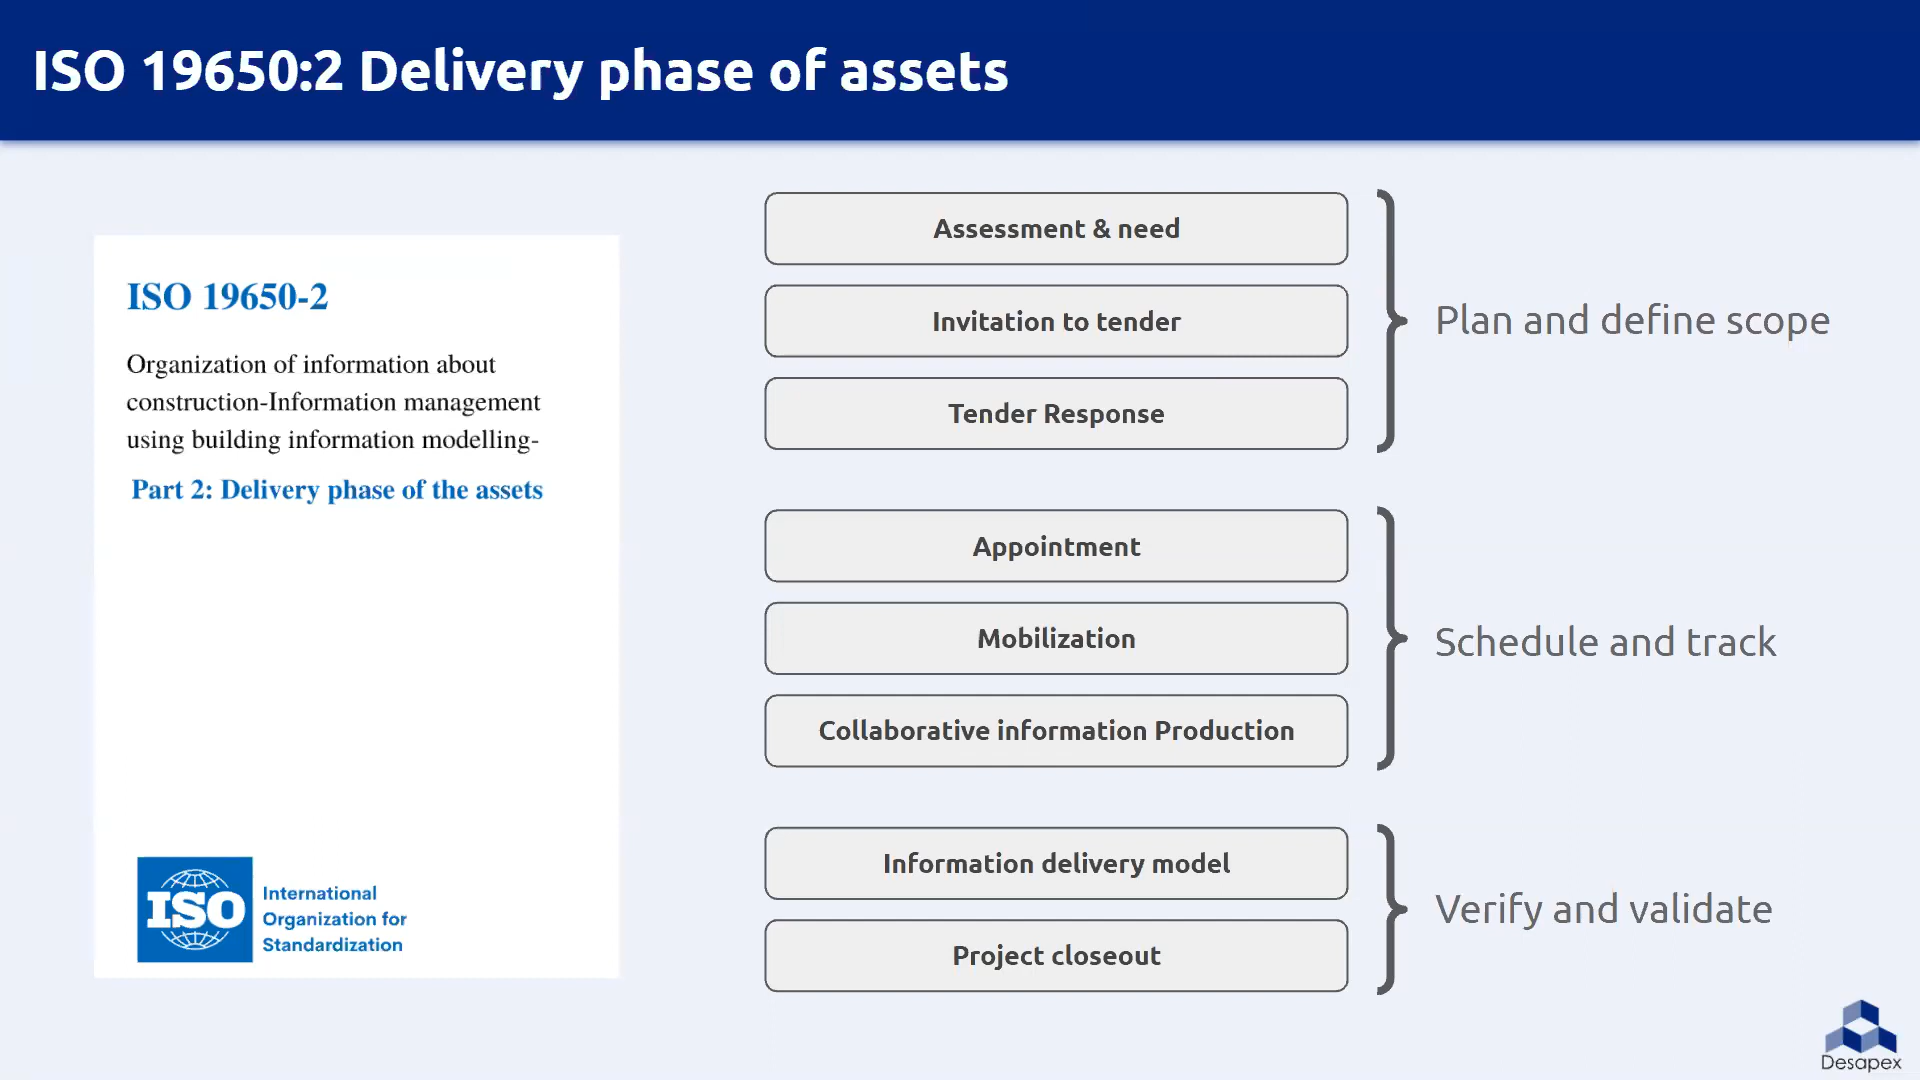 ISO 19650:2 Delivery phase of assets
ISO 19650-2
Organization of information about
construction-Information management
using building information modelling-
Part 2: Delivery phase of the assets
ISO
International
Organization for
Standardization
Assessment & need
Invitation to tender
Tender Response
Plan and define scope
Appointment
Mobilization
Collaborative information Production
Schedule and track
Information delivery model
Project closeout
Verify and validate
Desapex